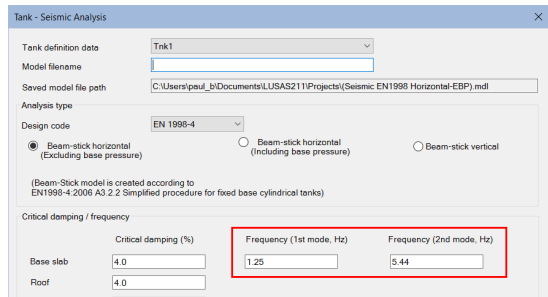 Tank - Seismic Analysis
Tank definition data Tnk1
Model filename
Saved model file path C:\Users\paul_b\Documents\LUSAS211\Projects\(Seismic EN1998 Horizontal-EBP).mdl
Analysis type
Design code EN 1998-4
Beam-stick horizontal (Excluding base pressure) Beam-stick horizontal (Including base pressure) Beam-stick vertical
(Beam-Stick model is created according to
EN1998-4:2006 A3.2.2 Simplified procedure for fixed base cylindrical tanks)
Critical damping / frequency
Critical damping (%) Frequency (1st mode, Hz) Frequency (2nd mode, Hz)
Base slab 4.0 1.25 5.44
Roof 4.0